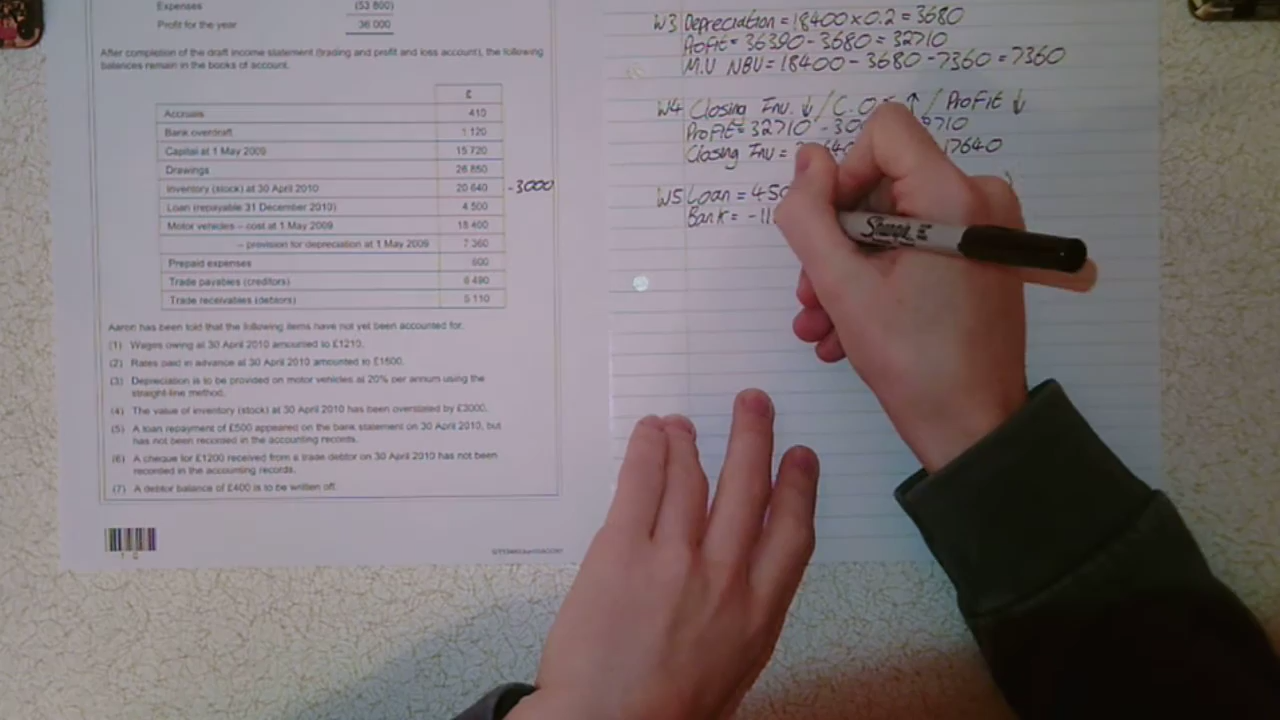 Expenses (53 800)
Profit for the year 36 000
After completion of the draft income statement (trading and profit and loss account), the following
balances remain in the books of account.
£
Accruals 410
Bank overdraft 1 120
Capital at 1 May 2009 15 720
Drawings 26 850
Inventory (stock) at 30 April 2010 20 640 -3000
Loan (repayable 31 December 2010) 4 500
Motor vehicles – cost at 1 May 2009 18 400
– provision for depreciation at 1 May 2009 7 360
Prepaid expenses 600
Trade payables (creditors) 6 490
Trade receivables (debtors) 5 110
Aaron has been told that the following items have not yet been accounted for.
(1) Wages owing at 30 April 2010 amounted to £1210.
(2) Rates paid in advance at 30 April 2010 amounted to £1600.
(3) Depreciation is to be provided on motor vehicles at 20% per annum using the
straight-line method.
(4) The value of inventory (stock) at 30 April 2010 has been overstated by £3000.
(5) A loan repayment of £500 appeared on the bank statement on 30 April 2010, but
has not been recorded in the accounting records.
(6) A cheque for £1200 received from a trade debtor on 30 April 2010 has not been
recorded in the accounting records.
(7) A debtor balance of £400 is to be written off.
W3 Depreciation = 18400 x 0.2 = 3680
Profit = 36390 - 3680 = 32710
M.V NBV = 18400 - 3680 - 7360 = 7360
W4 Closing Inv. ↓ / C.O ↑ / Profit ↓
Profit = 32710 - 30 9710
Closing Inv = 640 17640
W5 Loan = 450
Bank = -11
Sharpie